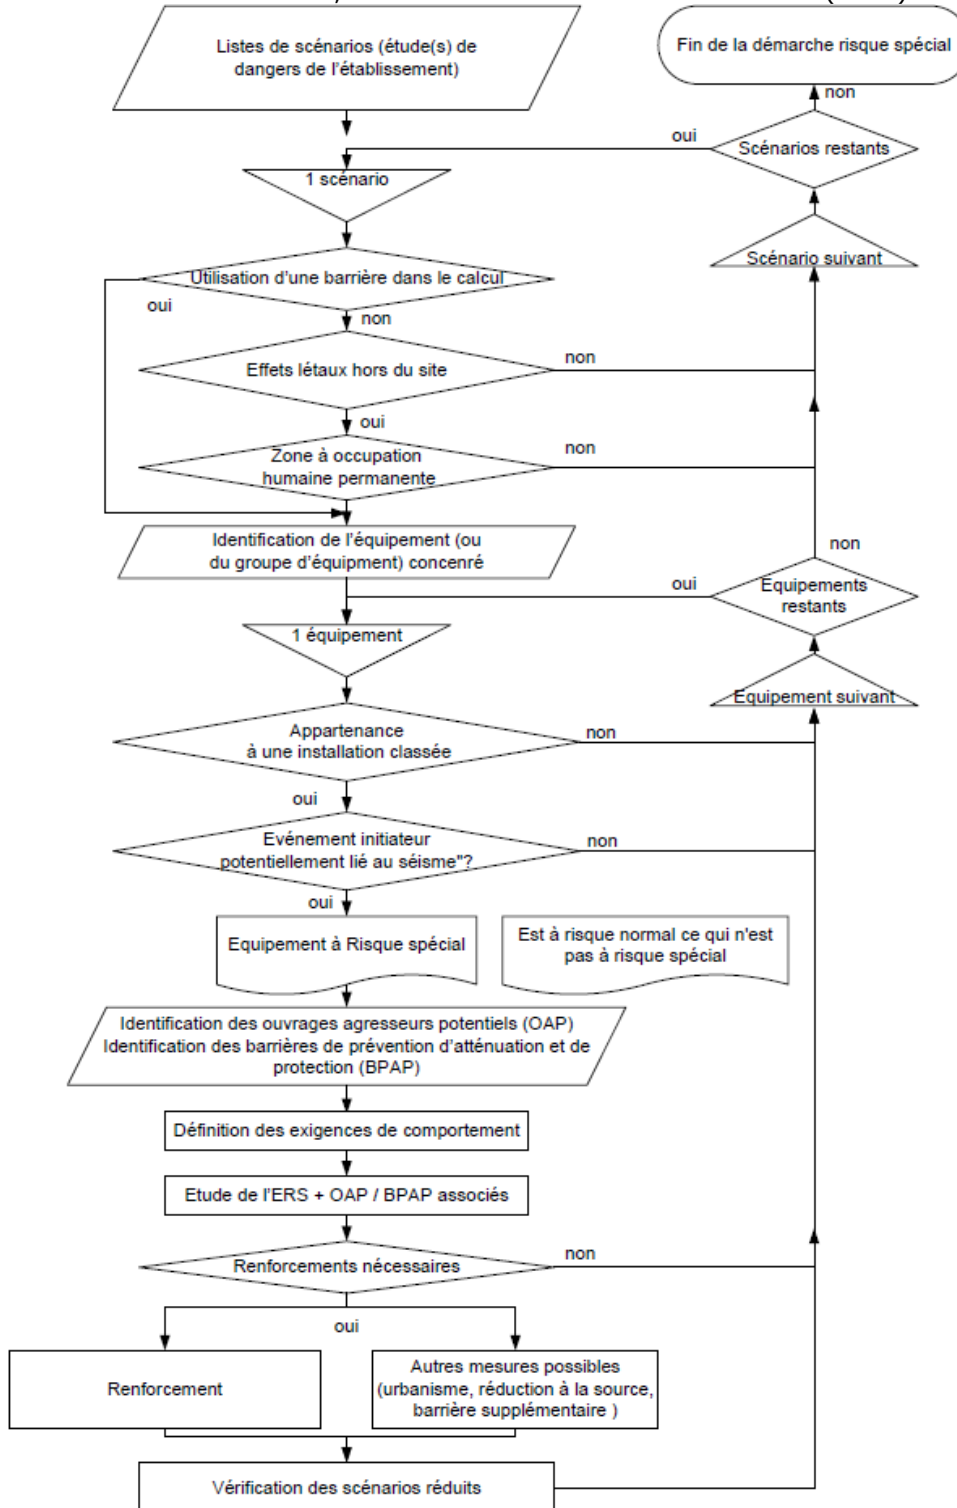 Listes de scénarios (étude(s) de
dangers de l'établissement)
Fin de la démarche risque spécial
non
oui
Scénarios restants
1 scénario
Scénario suivant
Utilisation d'une barrière dans le calcul
oui
non
Effets létaux hors du site
non
oui
Zone à occupation
humaine permanente
non
Identification de l'équipement (ou
du groupe d'équipment) concenré
non
oui
Equipements
restants
1 équipement
Equipement suivant
Appartenance
à une installation classée
non
oui
Evénement initiateur
potentiellement lié au séisme"?
non
oui
Equipement à Risque spécial
Est à risque normal ce qui n'est
pas à risque spécial
Identification des ouvrages agresseurs potentiels (OAP)
Identification des barrières de prévention d'atténuation et de
protection (BPAP)
Définition des exigences de comportement
Etude de l'ERS + OAP / BPAP associés
Renforcements nécessaires
non
oui
Renforcement
Autres mesures possibles
(urbanisme, réduction à la source,
barrière supplémentaire )
Vérification des scénarios réduits